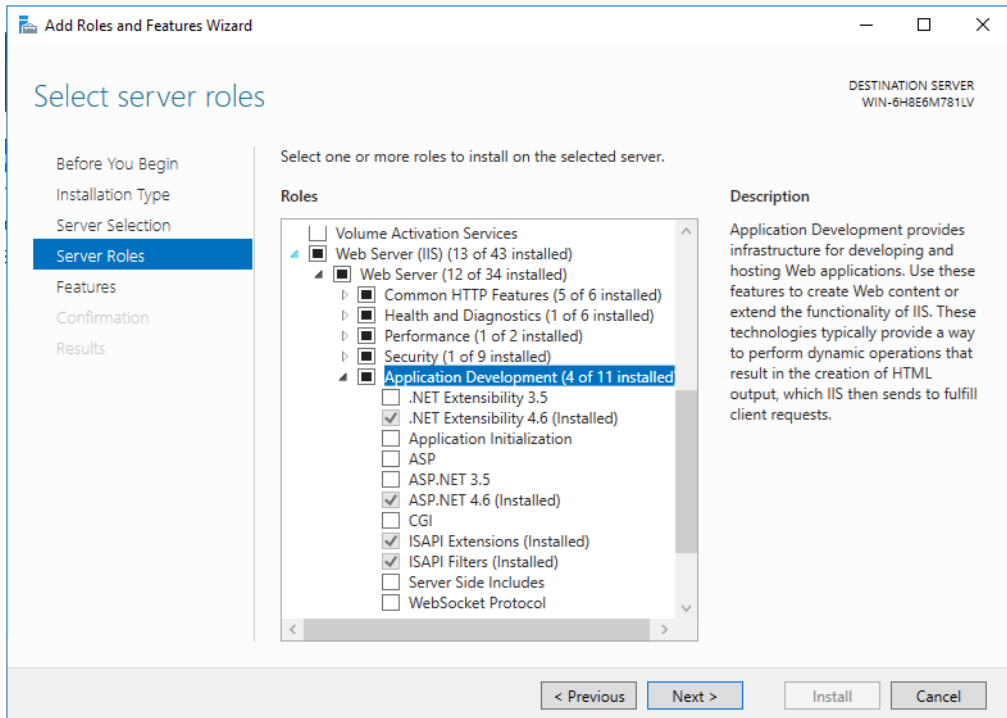 Add Roles and Features Wizard
Select server roles
DESTINATION SERVER
WIN-6H8E6M781LV
Before You Begin
Installation Type
Server Selection
Server Roles
Features
Confirmation
Results
Select one or more roles to install on the selected server.
Roles
Volume Activation Services
Web Server (IIS) (13 of 43 installed)
Web Server (12 of 34 installed)
Common HTTP Features (5 of 6 installed)
Health and Diagnostics (1 of 6 installed)
Performance (1 of 2 installed)
Security (1 of 9 installed)
Application Development (4 of 11 installed
.NET Extensibility 3.5
.NET Extensibility 4.6 (Installed)
Application Initialization
ASP
ASP.NET 3.5
ASP.NET 4.6 (Installed)
CGI
ISAPI Extensions (Installed)
ISAPI Filters (Installed)
Server Side Includes
WebSocket Protocol
Description
Application Development provides
infrastructure for developing and
hosting Web applications. Use these
features to create Web content or
extend the functionality of IIS. These
technologies typically provide a way
to perform dynamic operations that
result in the creation of HTML
output, which IIS then sends to fulfill
client requests.
< Previous
Next >
Install
Cancel